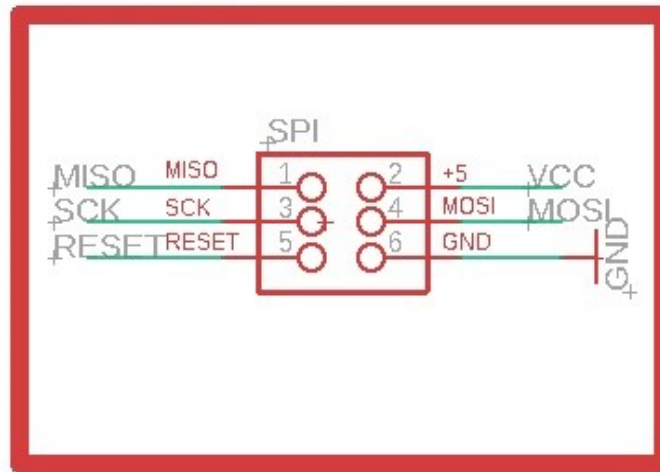 SPI
MISO MISO 1 2 +5 VCC
SCK SCK 3 4 MOSI MOSI
RESET RESET 5 6 GND
GND